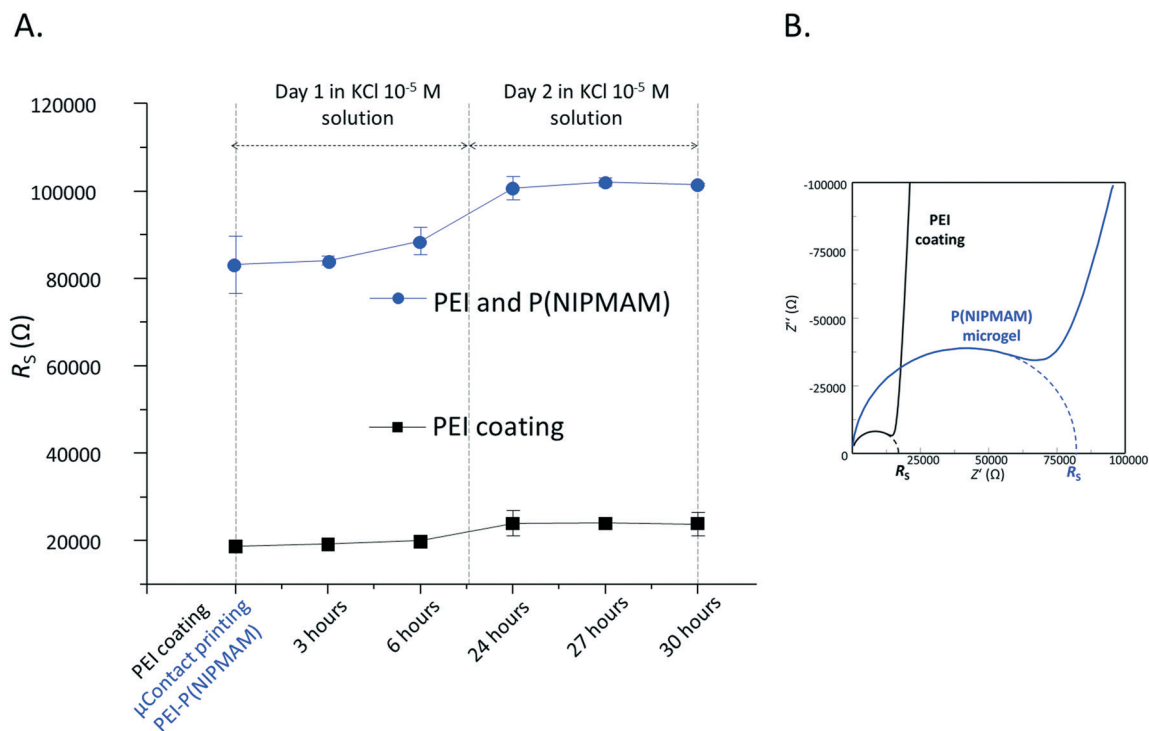 A.
Day 1 in KCl 10⁻⁵ M
solution
Day 2 in KCl 10⁻⁵ M
solution
120000
100000
80000
60000
40000
20000
R_S (Ω)
PEI and P(NIPMAM)
PEI coating
PEI coating
µContact printing
PEI-P(NIPMAM)
3 hours
6 hours
24 hours
27 hours
30 hours
B.
-100000
-75000
-50000
-25000
0
Z'' (Ω)
PEI
coating
P(NIPMAM)
microgel
25000
50000
75000
100000
R_S
Z' (Ω)
R_S